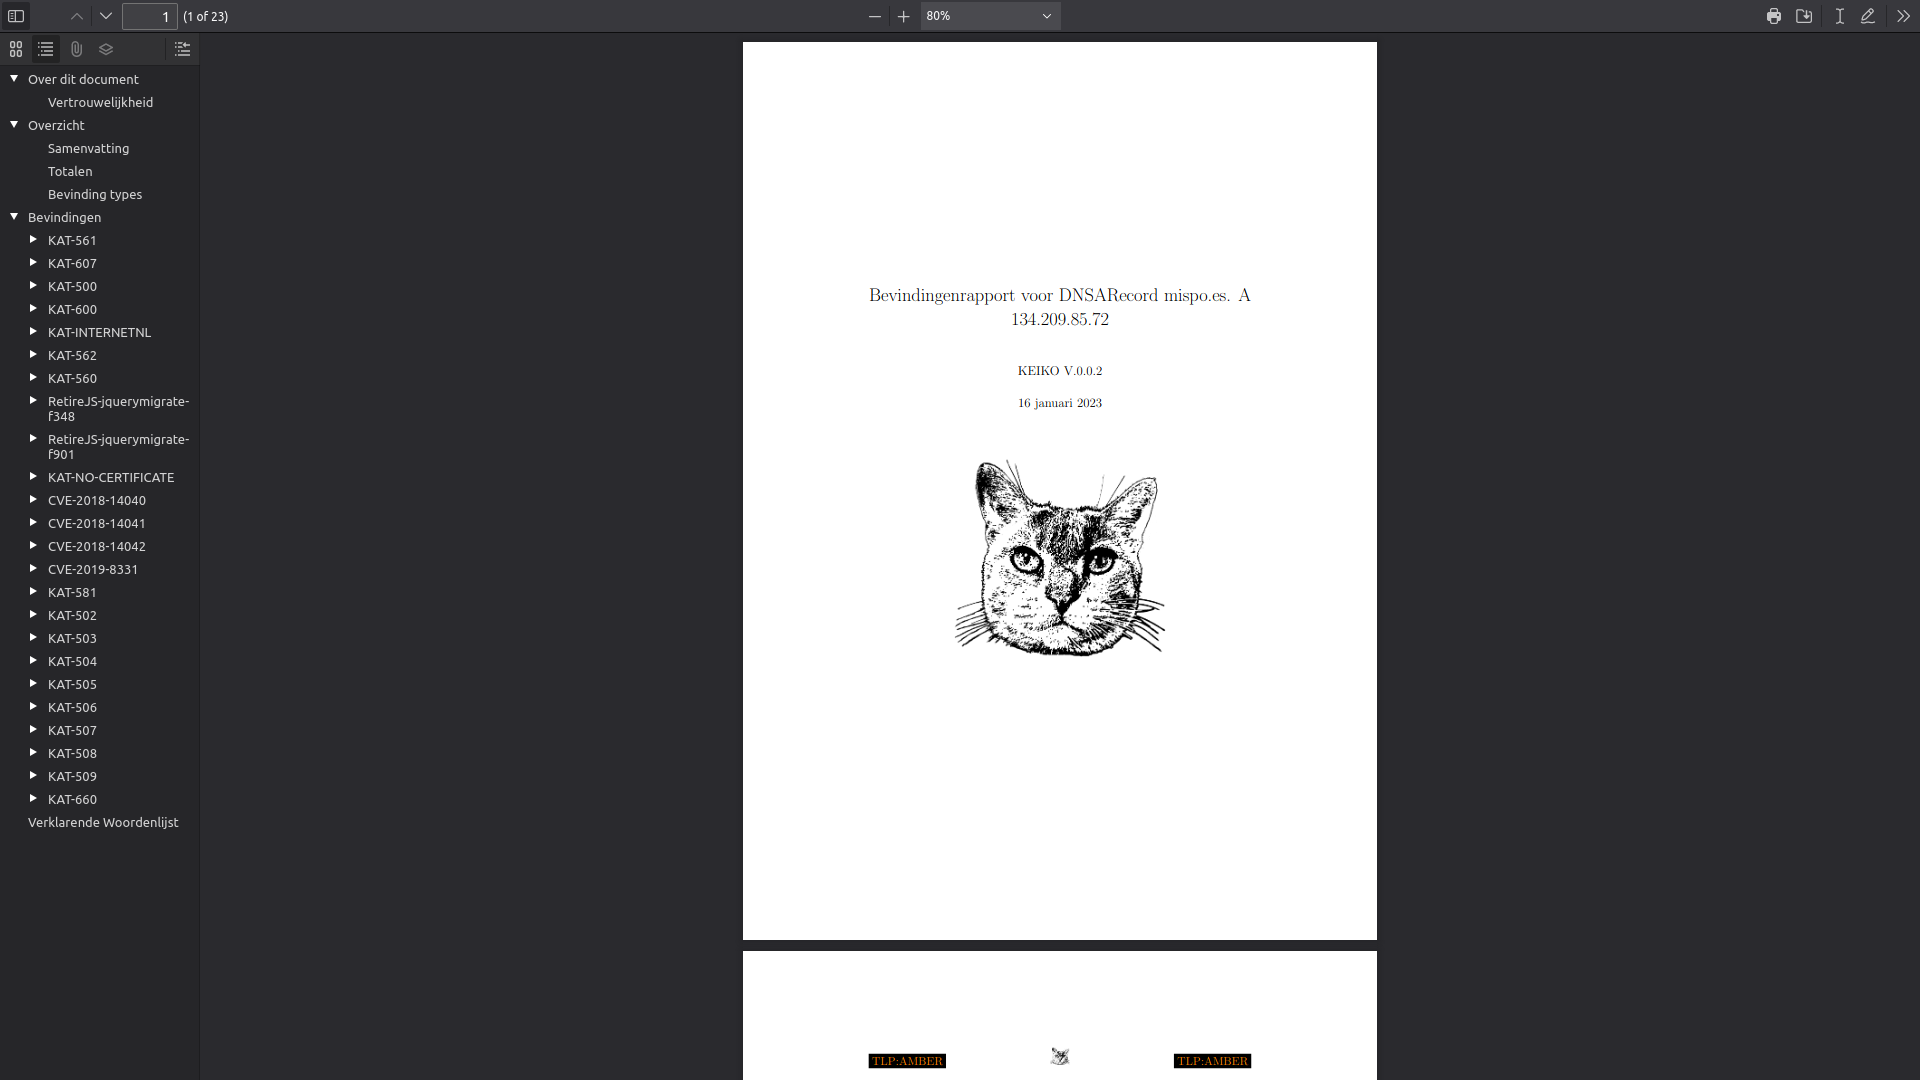 1
(1 of 23)
80%
Over dit document
Vertrouwelijkheid
Overzicht
Samenvatting
Totalen
Bevinding types
Bevindingen
KAT-561
KAT-607
KAT-500
KAT-600
KAT-INTERNETNL
KAT-562
KAT-560
RetireJS-jquerymigrate-
f348
RetireJS-jquerymigrate-
f901
KAT-NO-CERTIFICATE
CVE-2018-14040
CVE-2018-14041
CVE-2018-14042
CVE-2019-8331
KAT-581
KAT-502
KAT-503
KAT-504
KAT-505
KAT-506
KAT-507
KAT-508
KAT-509
KAT-660
Verklarende Woordenlijst
Bevindingenrapport voor DNSARecord mispo.es. A
134.209.85.72
KEIKO V.0.0.2
16 januari 2023
TLP:AMBER
TLP:AMBER